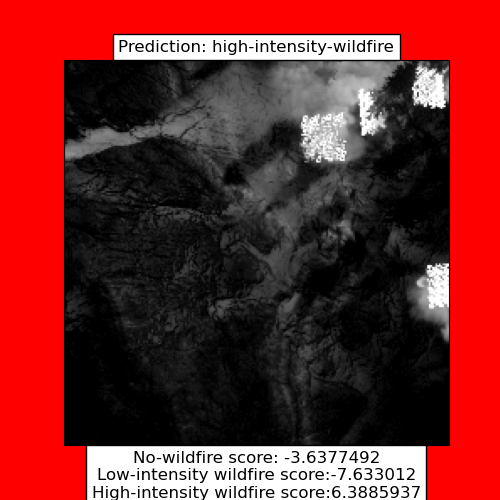 Prediction: high-intensity-wildfire
No-wildfire score: -3.6377492
Low-intensity wildfire score:-7.633012
High-intensity wildfire score:6.3885937